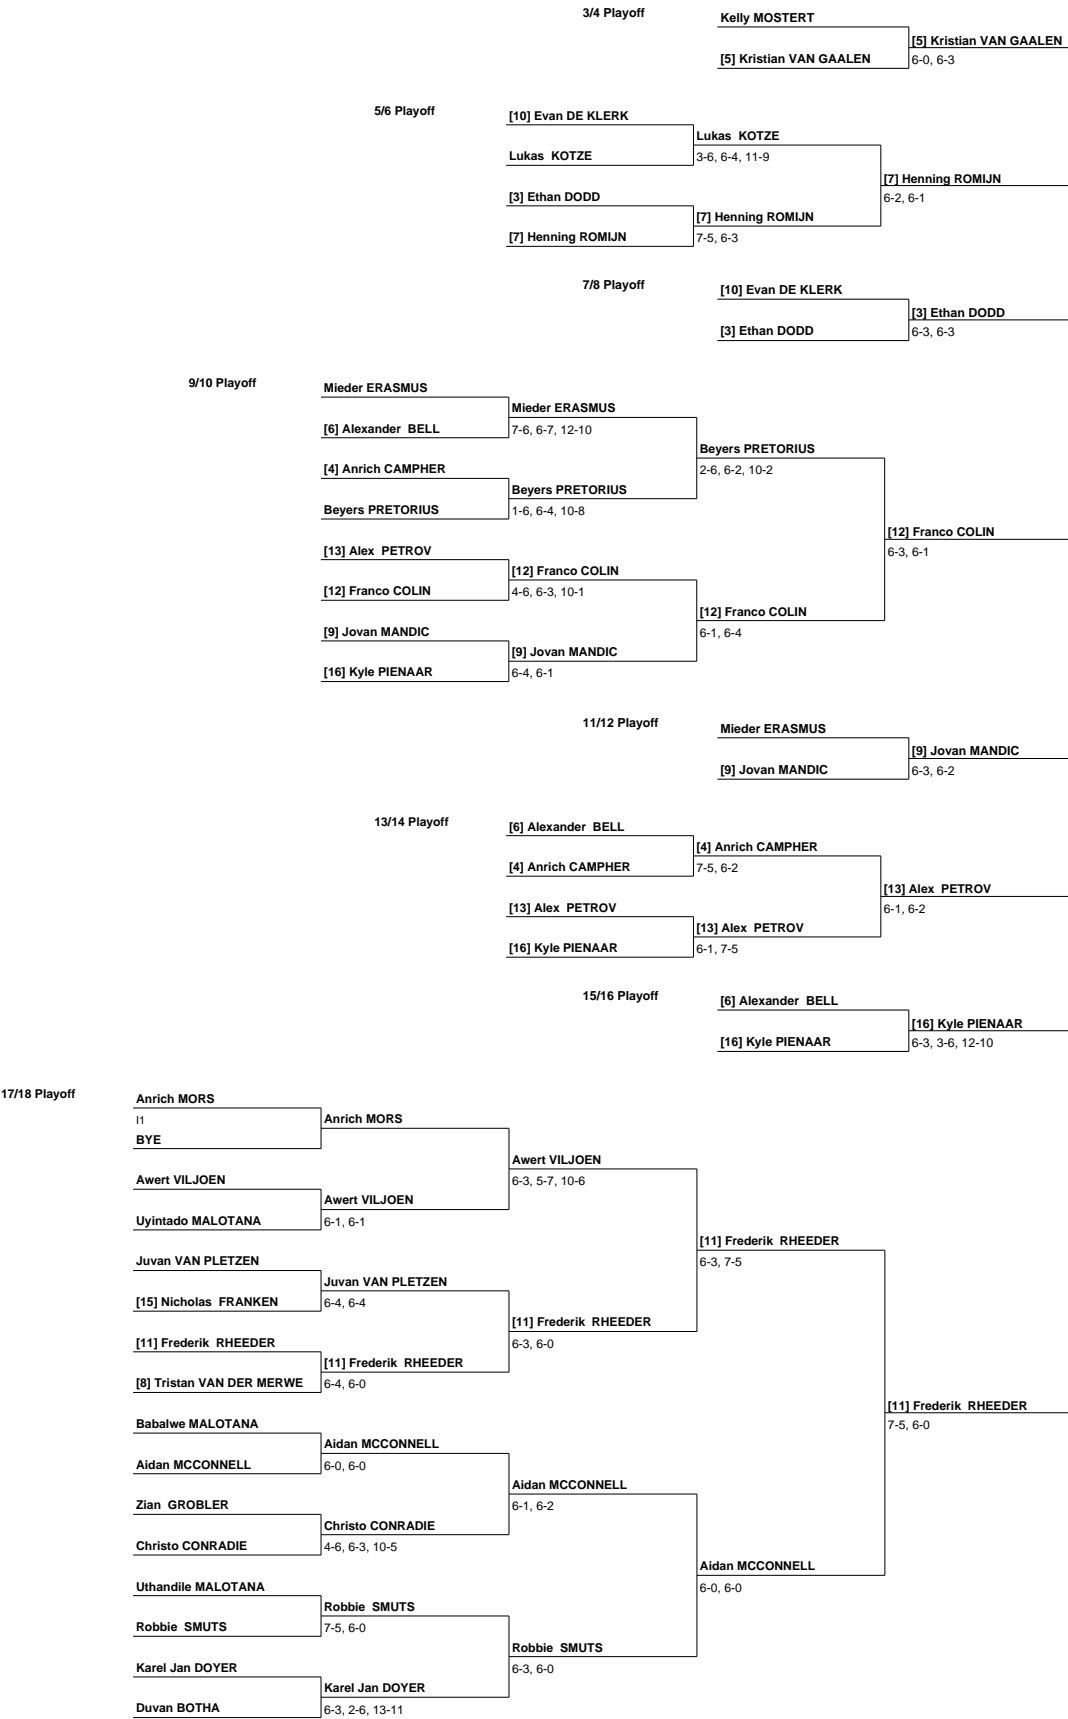 3/4 Playoff
Kelly MOSTERT
[5] Kristian VAN GAALEN
[5] Kristian VAN GAALEN
6-0, 6-3
5/6 Playoff
[10] Evan DE KLERK
Lukas KOTZE
Lukas KOTZE
3-6, 6-4, 11-9
[7] Henning ROMIJN
6-2, 6-1
[3] Ethan DODD
[7] Henning ROMIJN
[7] Henning ROMIJN
7-5, 6-3
7/8 Playoff
[10] Evan DE KLERK
[3] Ethan DODD
[3] Ethan DODD
6-3, 6-3
9/10 Playoff
Mieder ERASMUS
Mieder ERASMUS
[6] Alexander BELL
7-6, 6-7, 12-10
Beyers PRETORIUS
2-6, 6-2, 10-2
[4] Anrich CAMPHER
Beyers PRETORIUS
Beyers PRETORIUS
1-6, 6-4, 10-8
[12] Franco COLIN
6-3, 6-1
[13] Alex PETROV
[12] Franco COLIN
[12] Franco COLIN
4-6, 6-3, 10-1
[12] Franco COLIN
6-1, 6-4
[9] Jovan MANDIC
[9] Jovan MANDIC
[16] Kyle PIENAAR
6-4, 6-1
11/12 Playoff
Mieder ERASMUS
[9] Jovan MANDIC
[9] Jovan MANDIC
6-3, 6-2
13/14 Playoff
[6] Alexander BELL
[4] Anrich CAMPHER
[4] Anrich CAMPHER
7-5, 6-2
[13] Alex PETROV
6-1, 6-2
[13] Alex PETROV
[13] Alex PETROV
[16] Kyle PIENAAR
6-1, 7-5
15/16 Playoff
[6] Alexander BELL
[16] Kyle PIENAAR
[16] Kyle PIENAAR
6-3, 3-6, 12-10
17/18 Playoff
Anrich MORS
I1
Anrich MORS
BYE
Awert VILJOEN
6-3, 5-7, 10-6
Awert VILJOEN
Awert VILJOEN
Uyintado MALOTANA
6-1, 6-1
[11] Frederik RHEEDER
6-3, 7-5
Juvan VAN PLETZEN
Juvan VAN PLETZEN
[15] Nicholas FRANKEN
6-4, 6-4
[11] Frederik RHEEDER
6-3, 6-0
[11] Frederik RHEEDER
[11] Frederik RHEEDER
[8] Tristan VAN DER MERWE
6-4, 6-0
[11] Frederik RHEEDER
7-5, 6-0
Babalwe MALOTANA
Aidan MCCONNELL
Aidan MCCONNELL
6-0, 6-0
Aidan MCCONNELL
6-1, 6-2
Zian GROBLER
Christo CONRADIE
Christo CONRADIE
4-6, 6-3, 10-5
Aidan MCCONNELL
6-0, 6-0
Uthandile MALOTANA
Robbie SMUTS
Robbie SMUTS
7-5, 6-0
Robbie SMUTS
6-3, 6-0
Karel Jan DOYER
Karel Jan DOYER
Duvan BOTHA
6-3, 2-6, 13-11